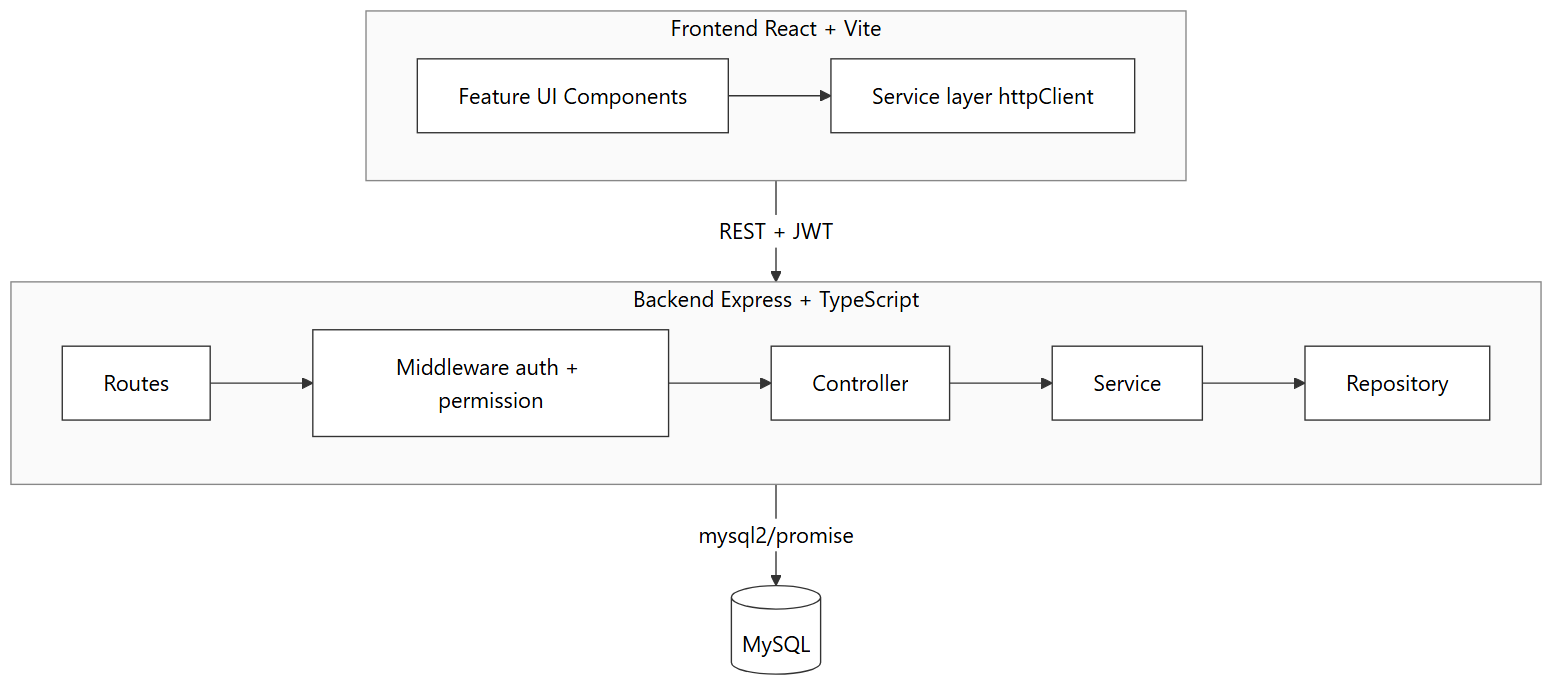 Frontend React + Vite
Feature UI Components
Service layer httpClient
REST + JWT
Backend Express + TypeScript
Routes
Middleware auth +
permission
Controller
Service
Repository
mysql2/promise
MySQL